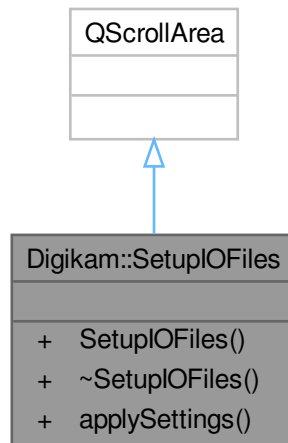 QScrollArea
Digikam::SetupIOFiles
+ SetupIOFiles()
+ ~SetupIOFiles()
+ applySettings()